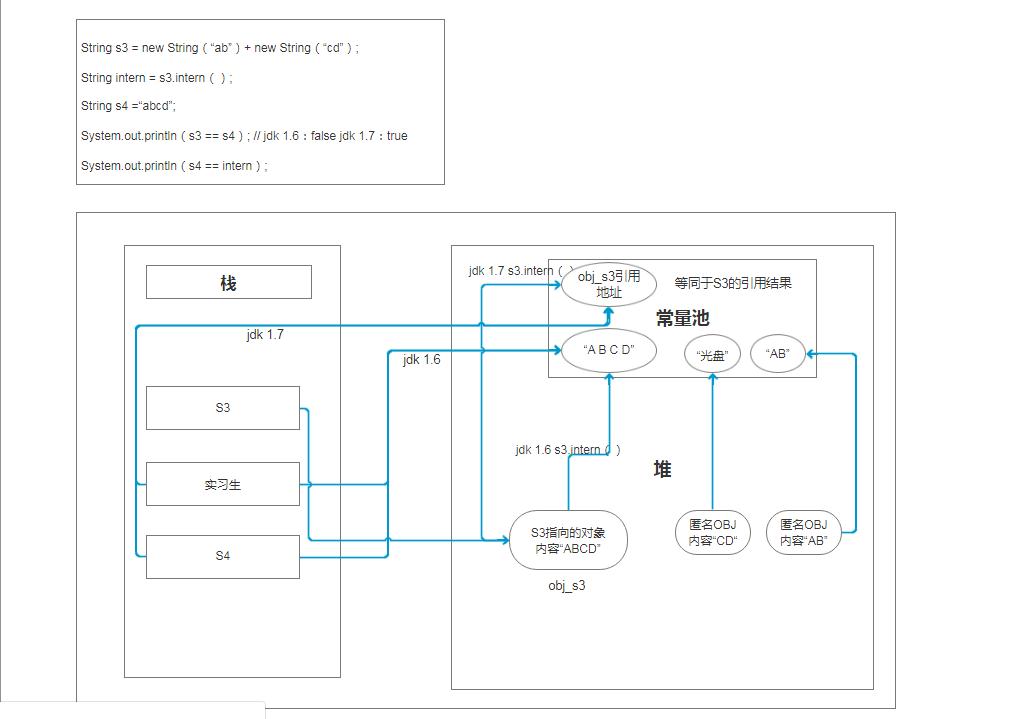 String s3 = new String ( “ab” ) + new String ( “cd” ) ;
String intern = s3.intern ( ) ;
String s4 =“abcd”;
System.out.println ( s3 == s4 ) ; // jdk 1.6：false jdk 1.7：true
System.out.println ( s4 == intern ) ;
栈
jdk 1.7 s3.intern ( )
obj_s3引用
地址
等同于S3的引用结果
常量池
jdk 1.7
jdk 1.6
“A B C D”
“光盘”
“AB”
S3
jdk 1.6 s3.intern ( )
堆
实习生
S3指向的对象
内容“ABCD”
匿名OBJ
内容“CD“
匿名OBJ
内容“AB”
S4
obj_s3